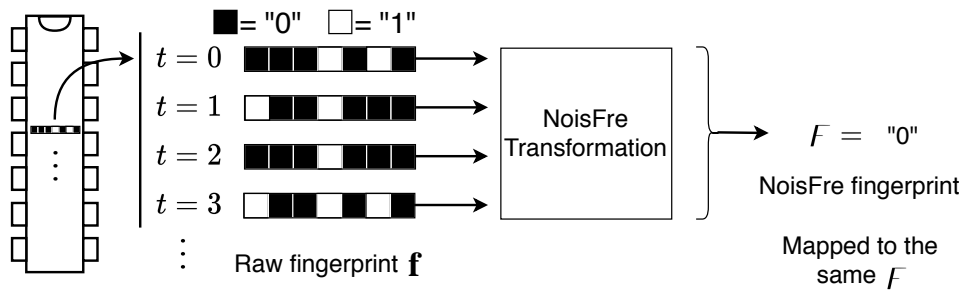 = "0" = "1"
t = 0
t = 1
t = 2
t = 3
Raw fingerprint f
NoisFre
Transformation
F = "0"
NoisFre fingerprint
Mapped to the
same F